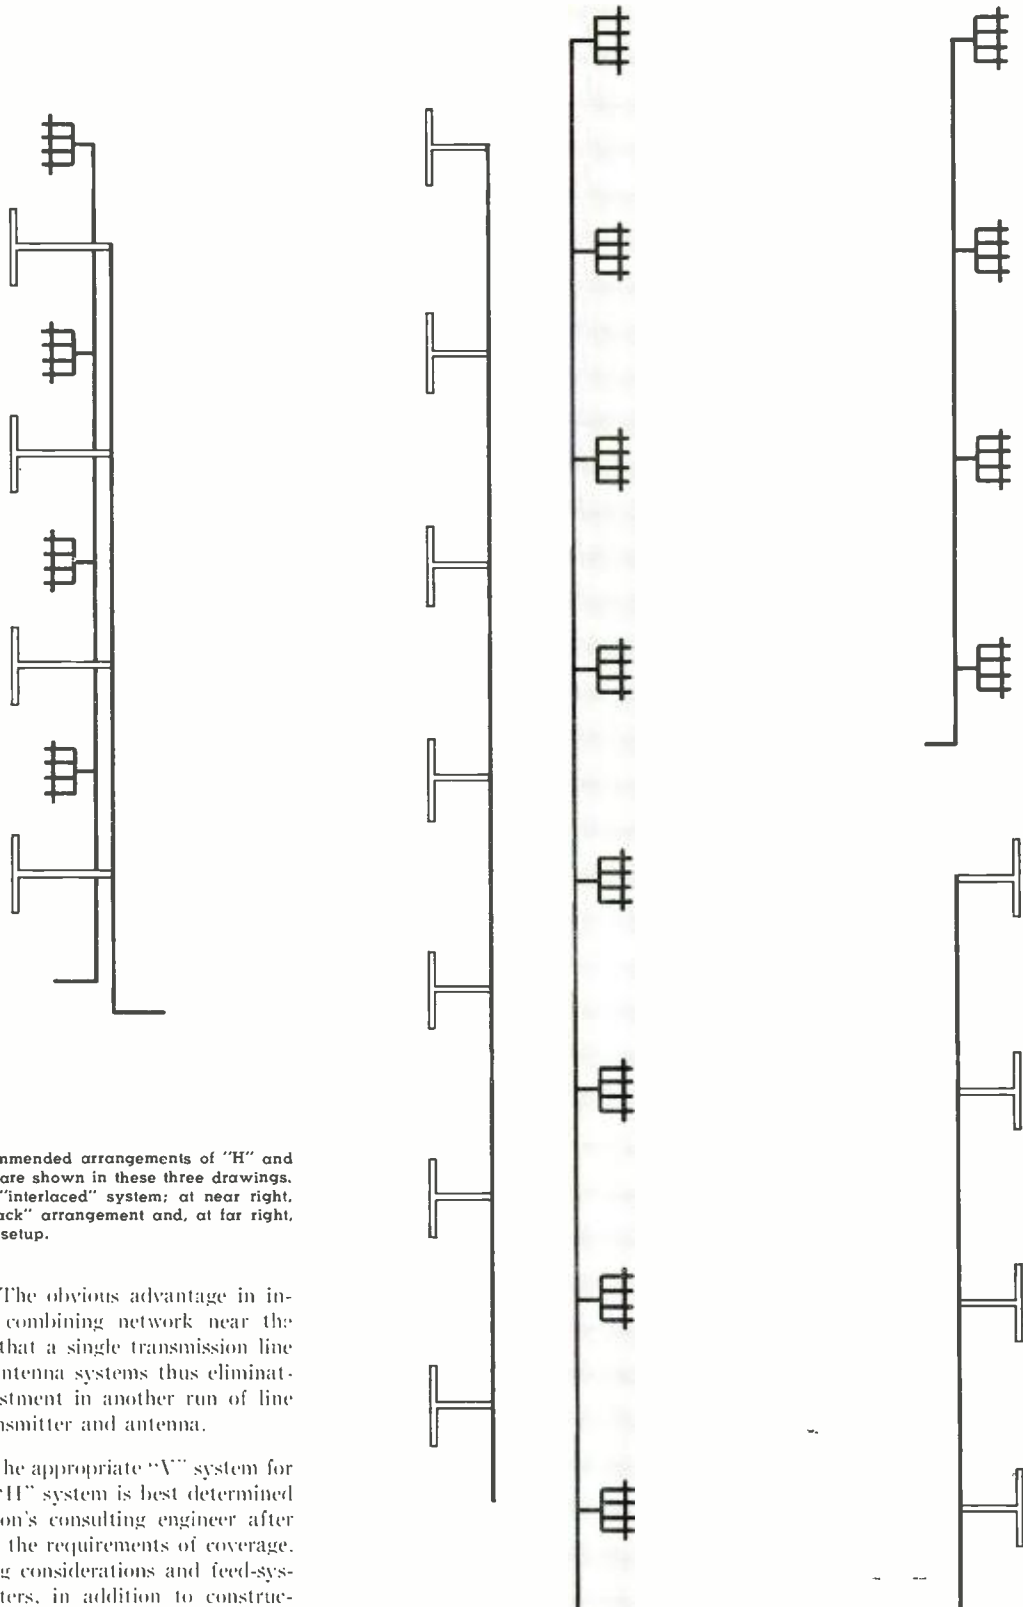 mmended arrangements of "H" and
are shown in these three drawings.
"interlaced" system; at near right,
ack" arrangement and, at far right,
setup.
The obvious advantage in in-
combining network near the
that a single transmission line
ntenna systems thus eliminat-
stment in another run of line
nsmitter and antenna.
he appropriate "V" system for
"H" system is best determined
on's consulting engineer after
the requirements of coverage,
g considerations and feed-sys-
ters, in addition to construc-